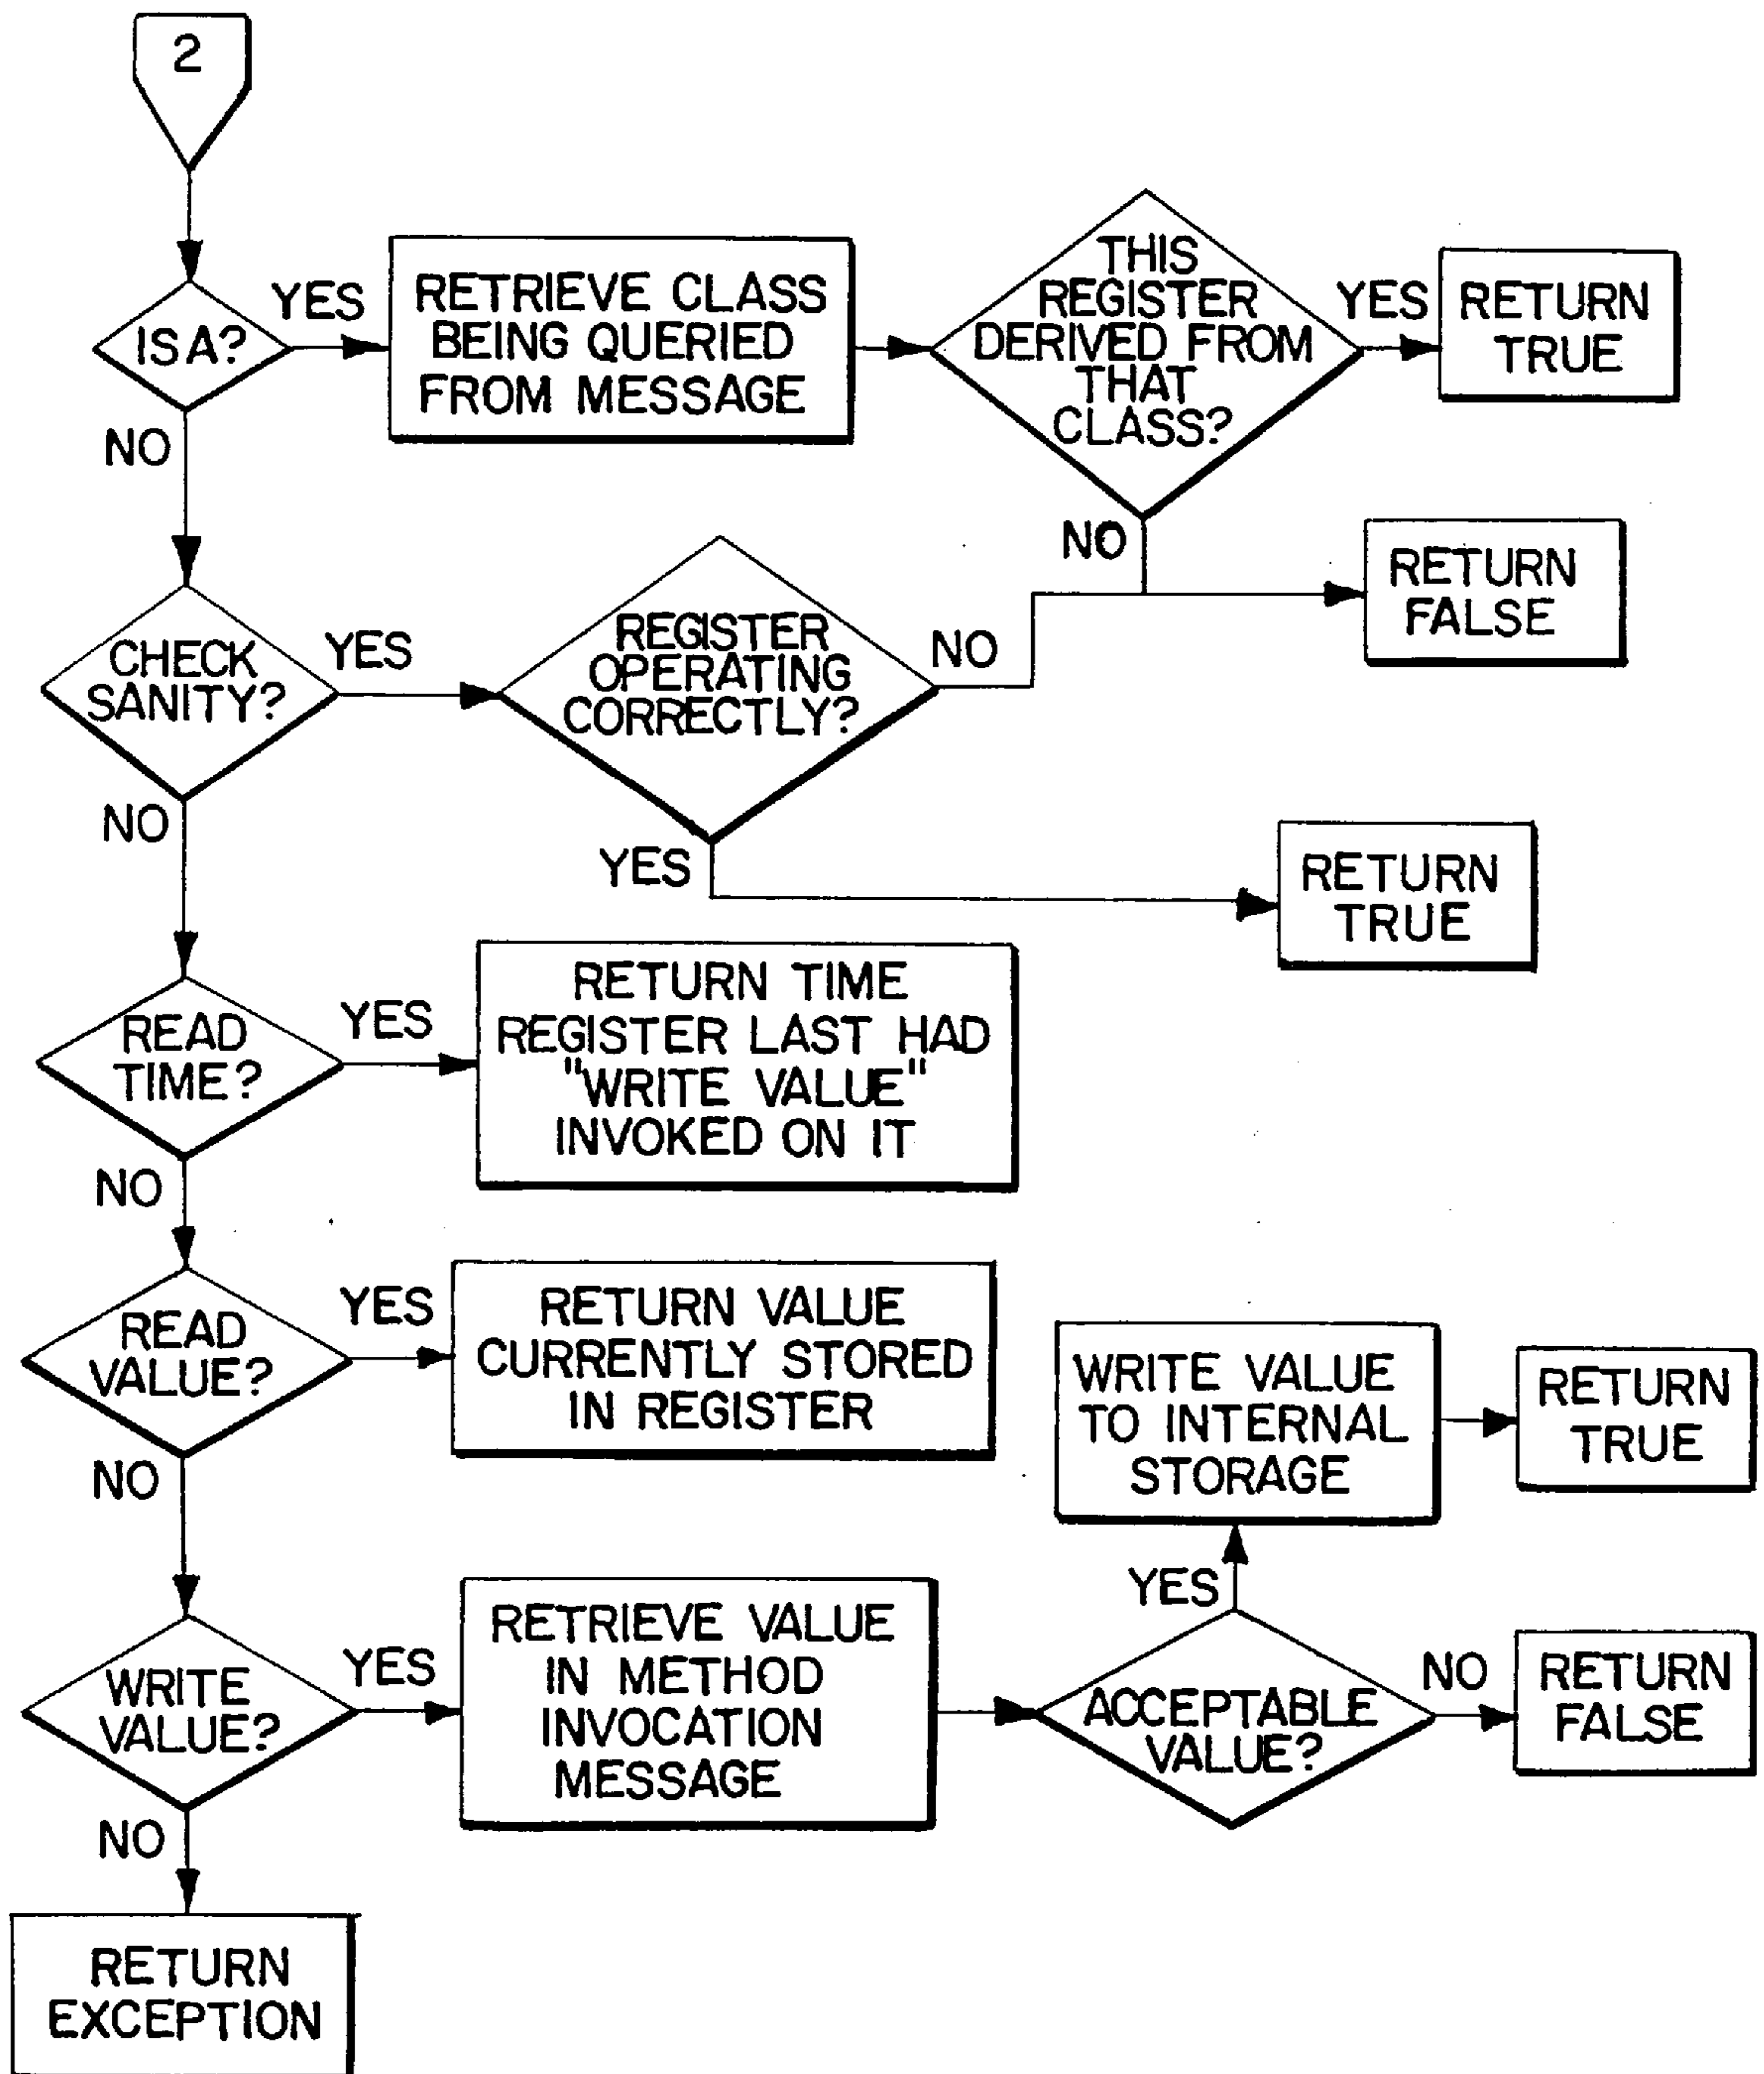 2
IS A?
YES
RETRIEVE CLASS
BEING QUERIED
FROM MESSAGE
THIS
REGISTER
DERIVED FROM
THAT
CLASS?
YES
RETURN
TRUE
NO
NO
RETURN
FALSE
CHECK
SANITY?
YES
REGISTER
OPERATING
CORRECTLY?
NO
NO
YES
RETURN
TRUE
READ
TIME?
YES
RETURN TIME
REGISTER LAST HAD
"WRITE VALUE"
INVOKED ON IT
NO
READ
VALUE?
YES
RETURN VALUE
CURRENTLY STORED
IN REGISTER
WRITE VALUE
TO INTERNAL
STORAGE
RETURN
TRUE
NO
WRITE
VALUE?
YES
RETRIEVE VALUE
IN METHOD
INVOCATION
MESSAGE
YES
ACCEPTABLE
VALUE?
NO
RETURN
FALSE
NO
RETURN
EXCEPTION